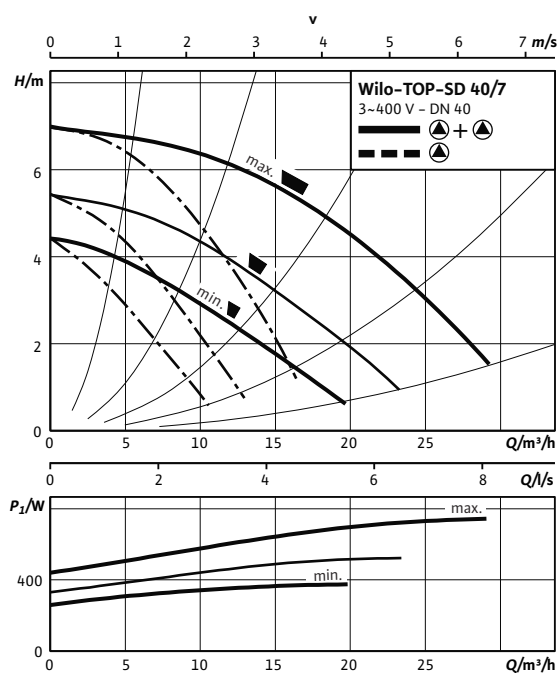 v
0 1 2 3 4 5 6 7 m/s
H/m
Wilo-TOP-SD 40/7
3~400 V - DN 40
+
max.
6
4
min.
2
0
0 5 10 15 20 25 Q/m³/h
0 2 4 6 8 Q/l/s
P₁/W
max.
400
min.
0
0 5 10 15 20 25 Q/m³/h